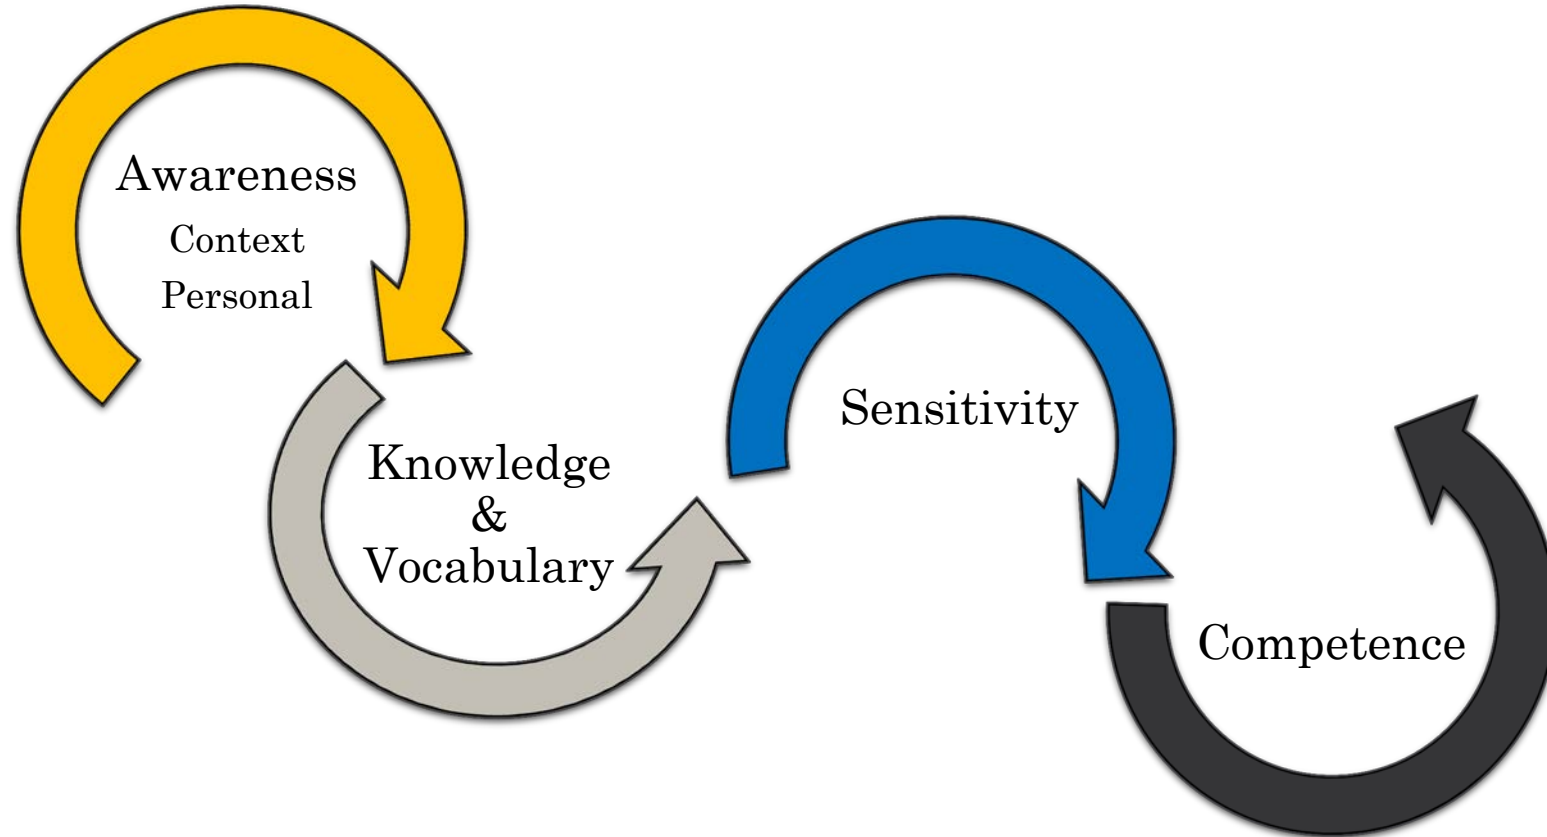 Awareness
Context
Personal
Knowledge
&
Vocabulary
Sensitivity
Competence